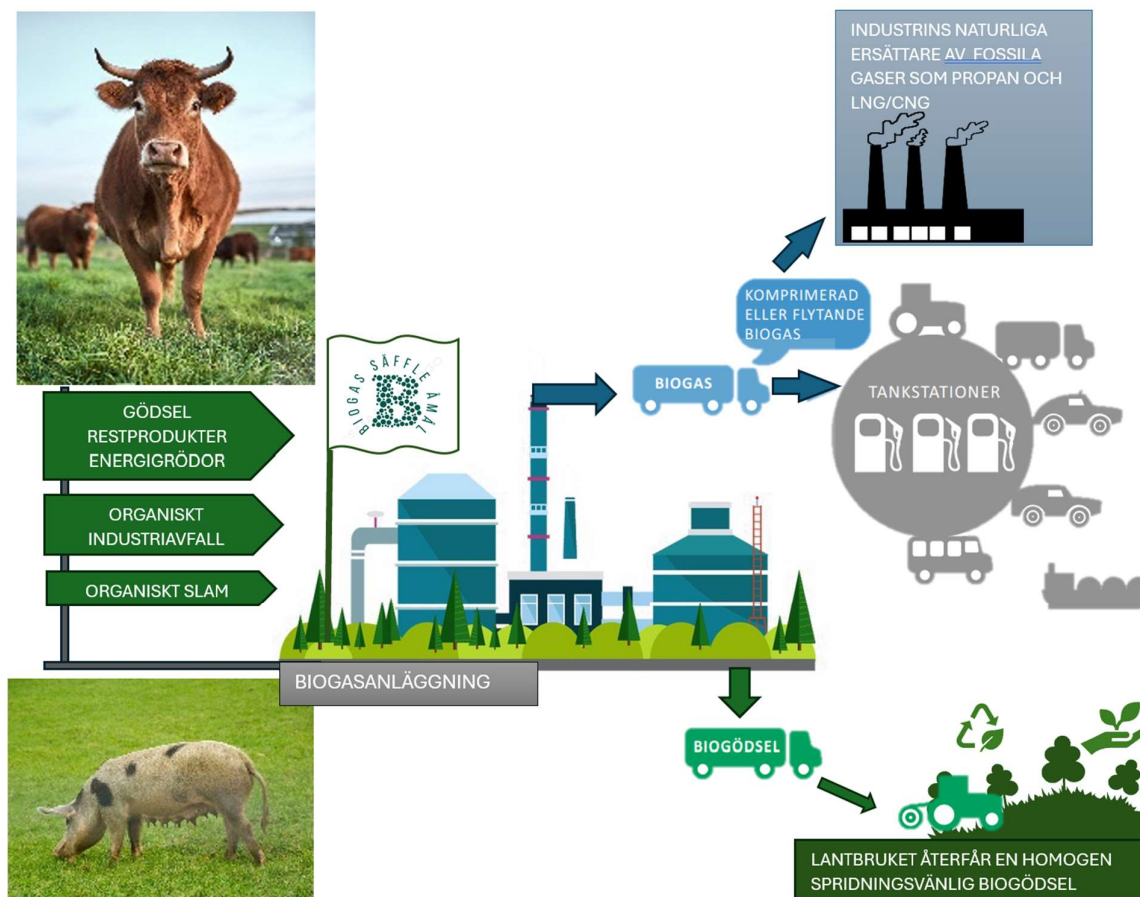 INDUSTRINS NATURLIGA
ERSÄTTARE AV FOSSILA
GASER SOM PROPAN OCH
LNG/CNG
KOMPRIMERAD
ELLER FLYTANDE
BIOGAS
BIOGAS
TANKSTATIONER
BIOGAS SÄFFLE ÅMÅL
B
GÖDSEL
RESTPRODUKTER
ENERGIGRÖDOR
ORGANISKT
INDUSTRIAVFALL
ORGANISKT SLAM
BIOGASANLÄGGNING
BIOGÖDSEL
LANTBRUKET ÅTERFÅR EN HOMOGEN
SPRIDNINGSVÄNLIG BIOGÖDSEL